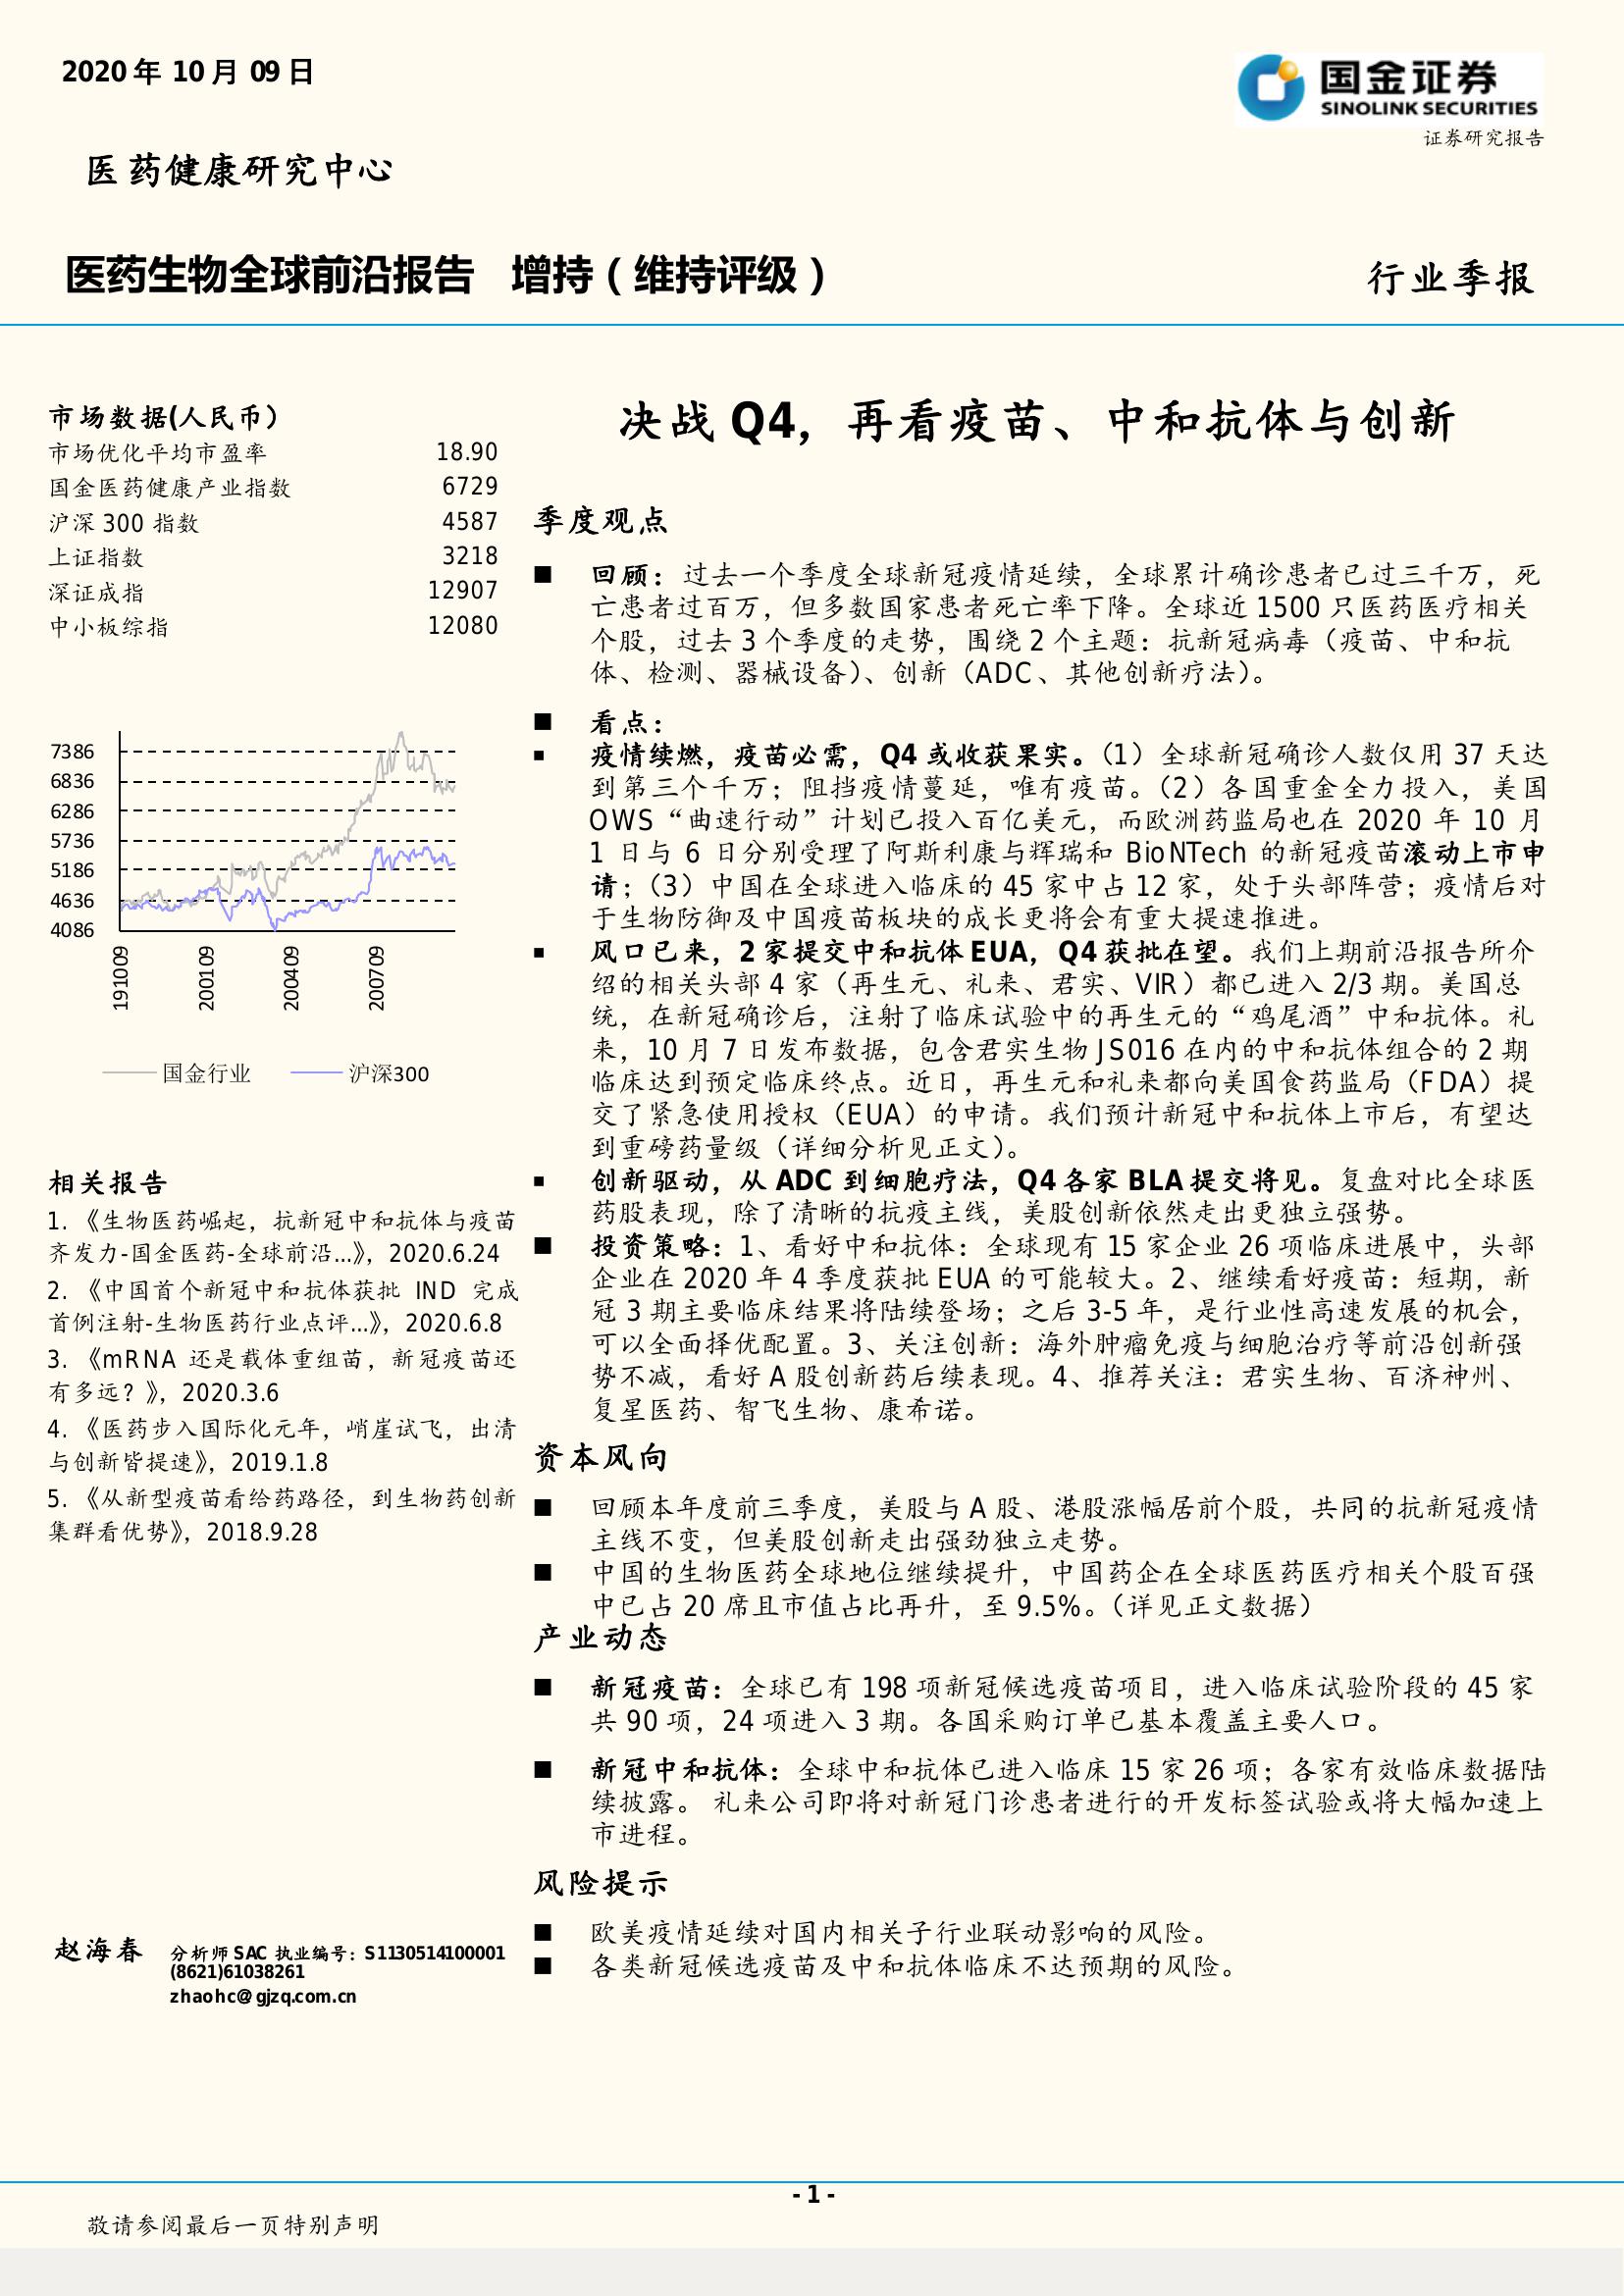 2020 年 10 月 09 日
国金证券
SINOLINK SECURITIES
证券研究报告
医药健康研究中心
医药生物全球前沿报告 增持（维持评级）
行业季报
市场数据(人民币）
市场优化平均市盈率 18.90
国金医药健康产业指数 6729
沪深 300 指数 4587
上证指数 3218
深证成指 12907
中小板综指 12080
7386
6836
6286
5736
5186
4636
4086
191009
200109
200409
200709
国金行业 沪深300
相关报告
1. 《生物医药崛起，抗新冠中和抗体与疫苗
齐发力-国金医药-全球前沿...》，2020.6.24
2. 《中国首个新冠中和抗体获批 IND 完成
首例注射-生物医药行业点评...》，2020.6.8
3. 《mRNA 还是载体重组苗，新冠疫苗还
有多远？》，2020.3.6
4. 《医药步入国际化元年，峭崖试飞，出清
与创新皆提速》，2019.1.8
5. 《从新型疫苗看给药路径，到生物药创新
集群看优势》，2018.9.28
赵海春 分析师 SAC 执业编号：S1130514100001
(8621)61038261
zhaohc@gjzq.com.cn
决战 Q4，再看疫苗、中和抗体与创新
季度观点
■ 回顾：过去一个季度全球新冠疫情延续，全球累计确诊患者已过三千万，死
亡患者过百万，但多数国家患者死亡率下降。全球近 1500 只医药医疗相关
个股，过去 3 个季度的走势，围绕 2 个主题：抗新冠病毒（疫苗、中和抗
体、检测、器械设备）、创新（ADC、其他创新疗法）。
■ 看点：
▪ 疫情续燃，疫苗必需，Q4 或收获果实。（1）全球新冠确诊人数仅用 37 天达
到第三个千万；阻挡疫情蔓延，唯有疫苗。（2）各国重金全力投入，美国
OWS“曲速行动”计划已投入百亿美元，而欧洲药监局也在 2020 年 10 月
1 日与 6 日分别受理了阿斯利康与辉瑞和 BioNTech 的新冠疫苗滚动上市申
请；（3）中国在全球进入临床的 45 家中占 12 家，处于头部阵营；疫情后对
于生物防御及中国疫苗板块的成长更将会有重大提速推进。
▪ 风口已来，2 家提交中和抗体 EUA，Q4 获批在望。我们上期前沿报告所介
绍的相关头部 4 家（再生元、礼来、君实、VIR）都已进入 2/3 期。美国总
统，在新冠确诊后，注射了临床试验中的再生元的“鸡尾酒”中和抗体。礼
来，10 月 7 日发布数据，包含君实生物 JS016 在内的中和抗体组合的 2 期
临床达到预定临床终点。近日，再生元和礼来都向美国食药监局（FDA）提
交了紧急使用授权（EUA）的申请。我们预计新冠中和抗体上市后，有望达
到重磅药量级（详细分析见正文）。
▪ 创新驱动，从 ADC 到细胞疗法，Q4 各家 BLA 提交将见。复盘对比全球医
药股表现，除了清晰的抗疫主线，美股创新依然走出更独立强势。
■ 投资策略：1、看好中和抗体：全球现有 15 家企业 26 项临床进展中，头部
企业在 2020 年 4 季度获批 EUA 的可能较大。2、继续看好疫苗：短期，新
冠 3 期主要临床结果将陆续登场；之后 3-5 年，是行业性高速发展的机会，
可以全面择优配置。3、关注创新：海外肿瘤免疫与细胞治疗等前沿创新强
势不减，看好 A 股创新药后续表现。4、推荐关注：君实生物、百济神州、
复星医药、智飞生物、康希诺。
资本风向
■ 回顾本年度前三季度，美股与 A 股、港股涨幅居前个股，共同的抗新冠疫情
主线不变，但美股创新走出强劲独立走势。
■ 中国的生物医药全球地位继续提升，中国药企在全球医药医疗相关个股百强
中已占 20 席且市值占比再升，至 9.5%。（详见正文数据）
产业动态
■ 新冠疫苗：全球已有 198 项新冠候选疫苗项目，进入临床试验阶段的 45 家
共 90 项，24 项进入 3 期。各国采购订单已基本覆盖主要人口。
■ 新冠中和抗体：全球中和抗体已进入临床 15 家 26 项；各家有效临床数据陆
续披露。 礼来公司即将对新冠门诊患者进行的开发标签试验或将大幅加速上
市进程。
风险提示
■ 欧美疫情延续对国内相关子行业联动影响的风险。
■ 各类新冠候选疫苗及中和抗体临床不达预期的风险。
- 1 -
敬请参阅最后一页特别声明